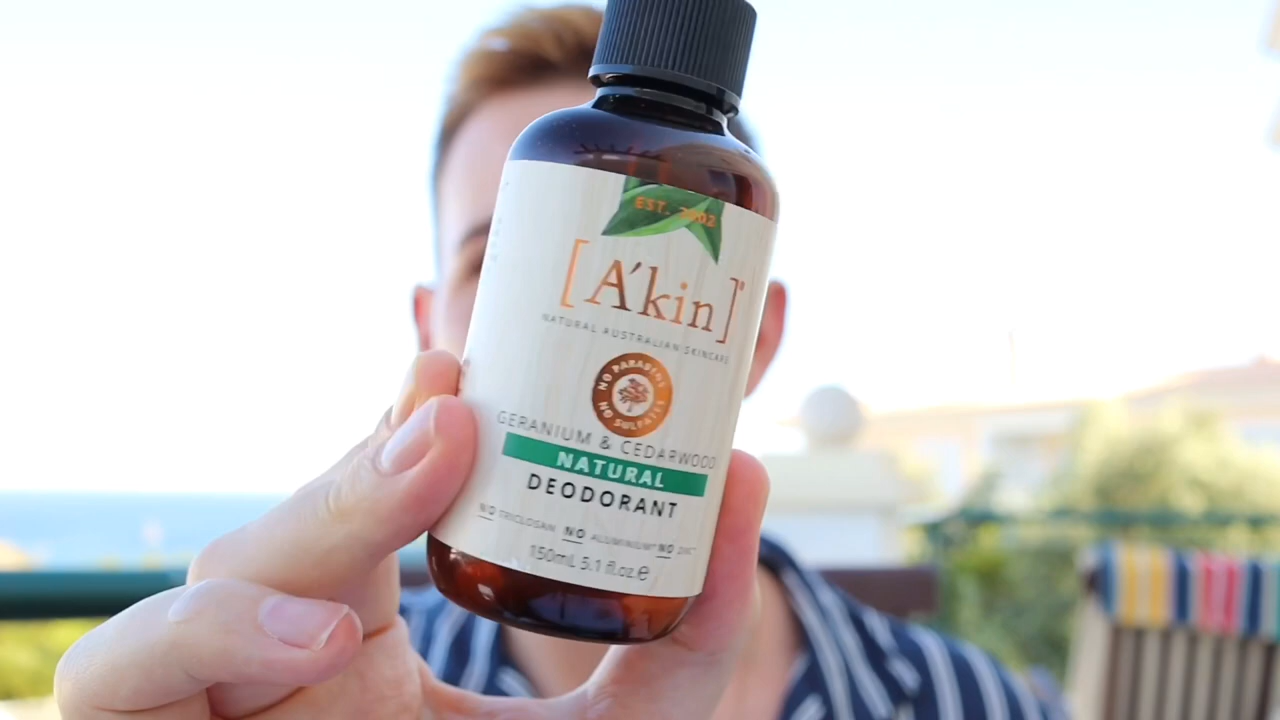 EST. 2002
[A'kin]®
NATURAL AUSTRALIAN SKINCARE
NO PARABENS
NO SULFATES
GERANIUM & CEDARWOOD
NATURAL
DEODORANT
NO TRICLOSAN NO ALUMINIUM* NO ZINC*
150mL 5.1 fl.oz.e